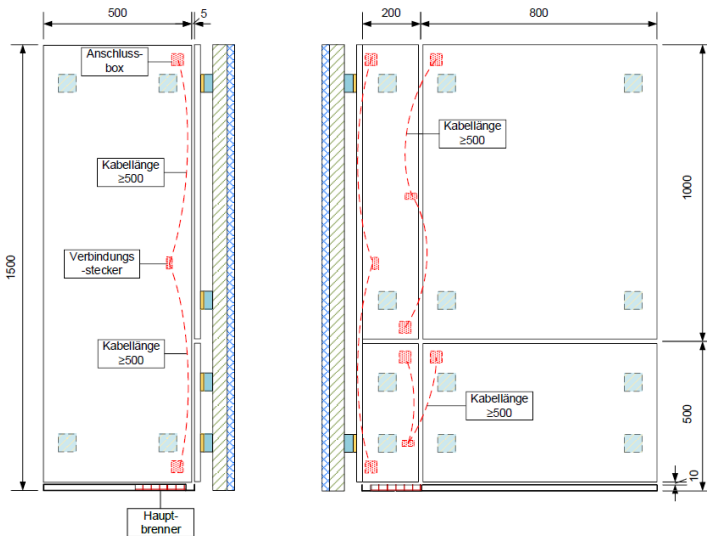 500
5
200
800
Anschluss-
box
Kabellänge
≥500
Kabellänge
≥500
1500
1000
Verbindungs
-stecker
Kabellänge
≥500
Kabellänge
≥500
500
10
Haupt-
brenner